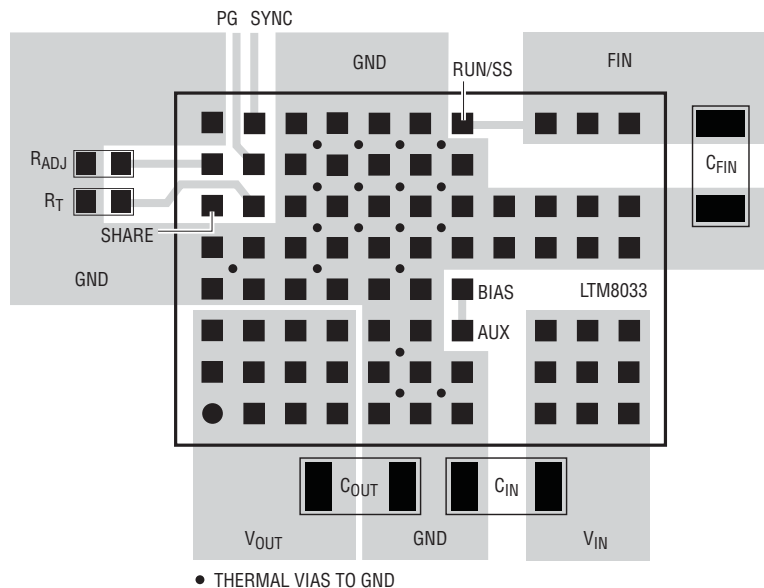 PG SYNC
GND
RUN/SS
FIN
RADJ
CFIN
RT
SHARE
GND
BIAS
LTM8033
AUX
COUT
CIN
VOUT
GND
VIN
● THERMAL VIAS TO GND